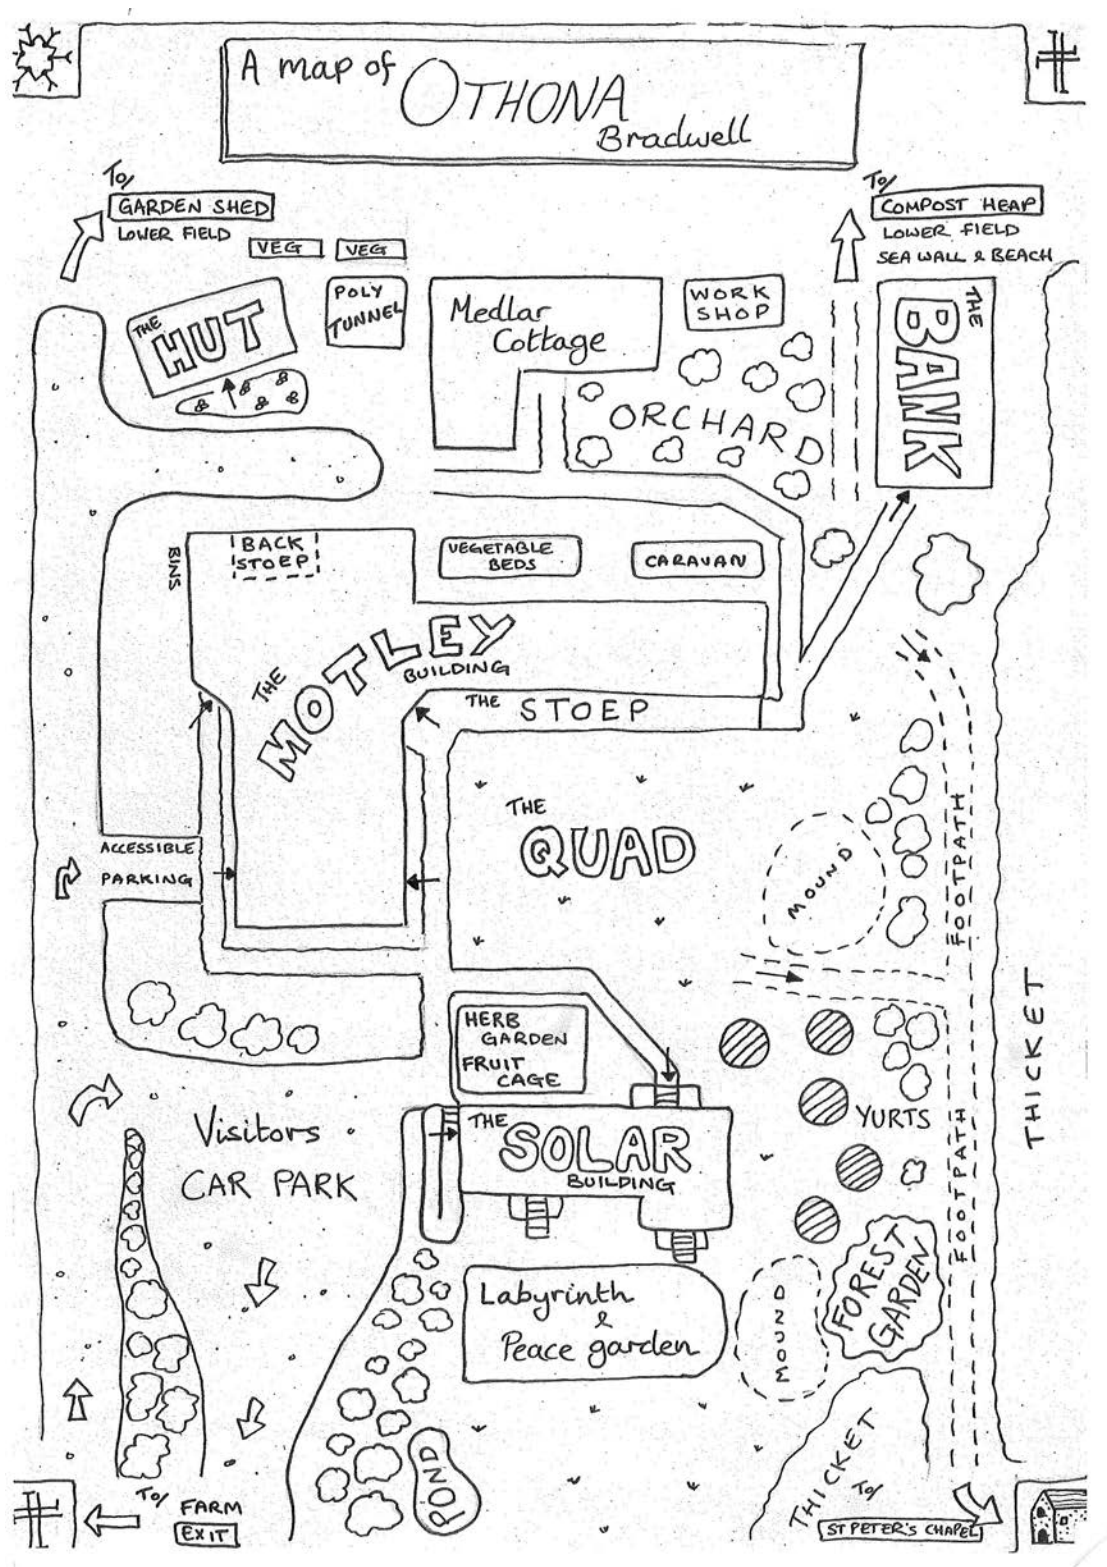 A map of OTHONA
Bradwell
To/
GARDEN SHED
LOWER FIELD
To/
COMPOST HEAP
LOWER FIELD
SEA WALL & BEACH
VEG
VEG
THE HUT
POLY
TUNNEL
Medlar
Cottage
WORK
SHOP
THE
BANK
ORCHARD
BINS
BACK
STOEP
VEGETABLE
BEDS
CARAVAN
THE
MOTLEY
BUILDING
THE STOEP
THE
QUAD
ACCESSIBLE
PARKING
MOUND
FOOTPATH
THICKET
HERB
GARDEN
FRUIT
CAGE
Visitors
CAR PARK
THE
SOLAR
BUILDING
YURTS
FOOTPATH
FOREST
GARDEN
Labyrinth
&
Peace garden
MOUND
POND
THICKET
To/
FARM
EXIT
To/
ST PETER'S CHAPEL